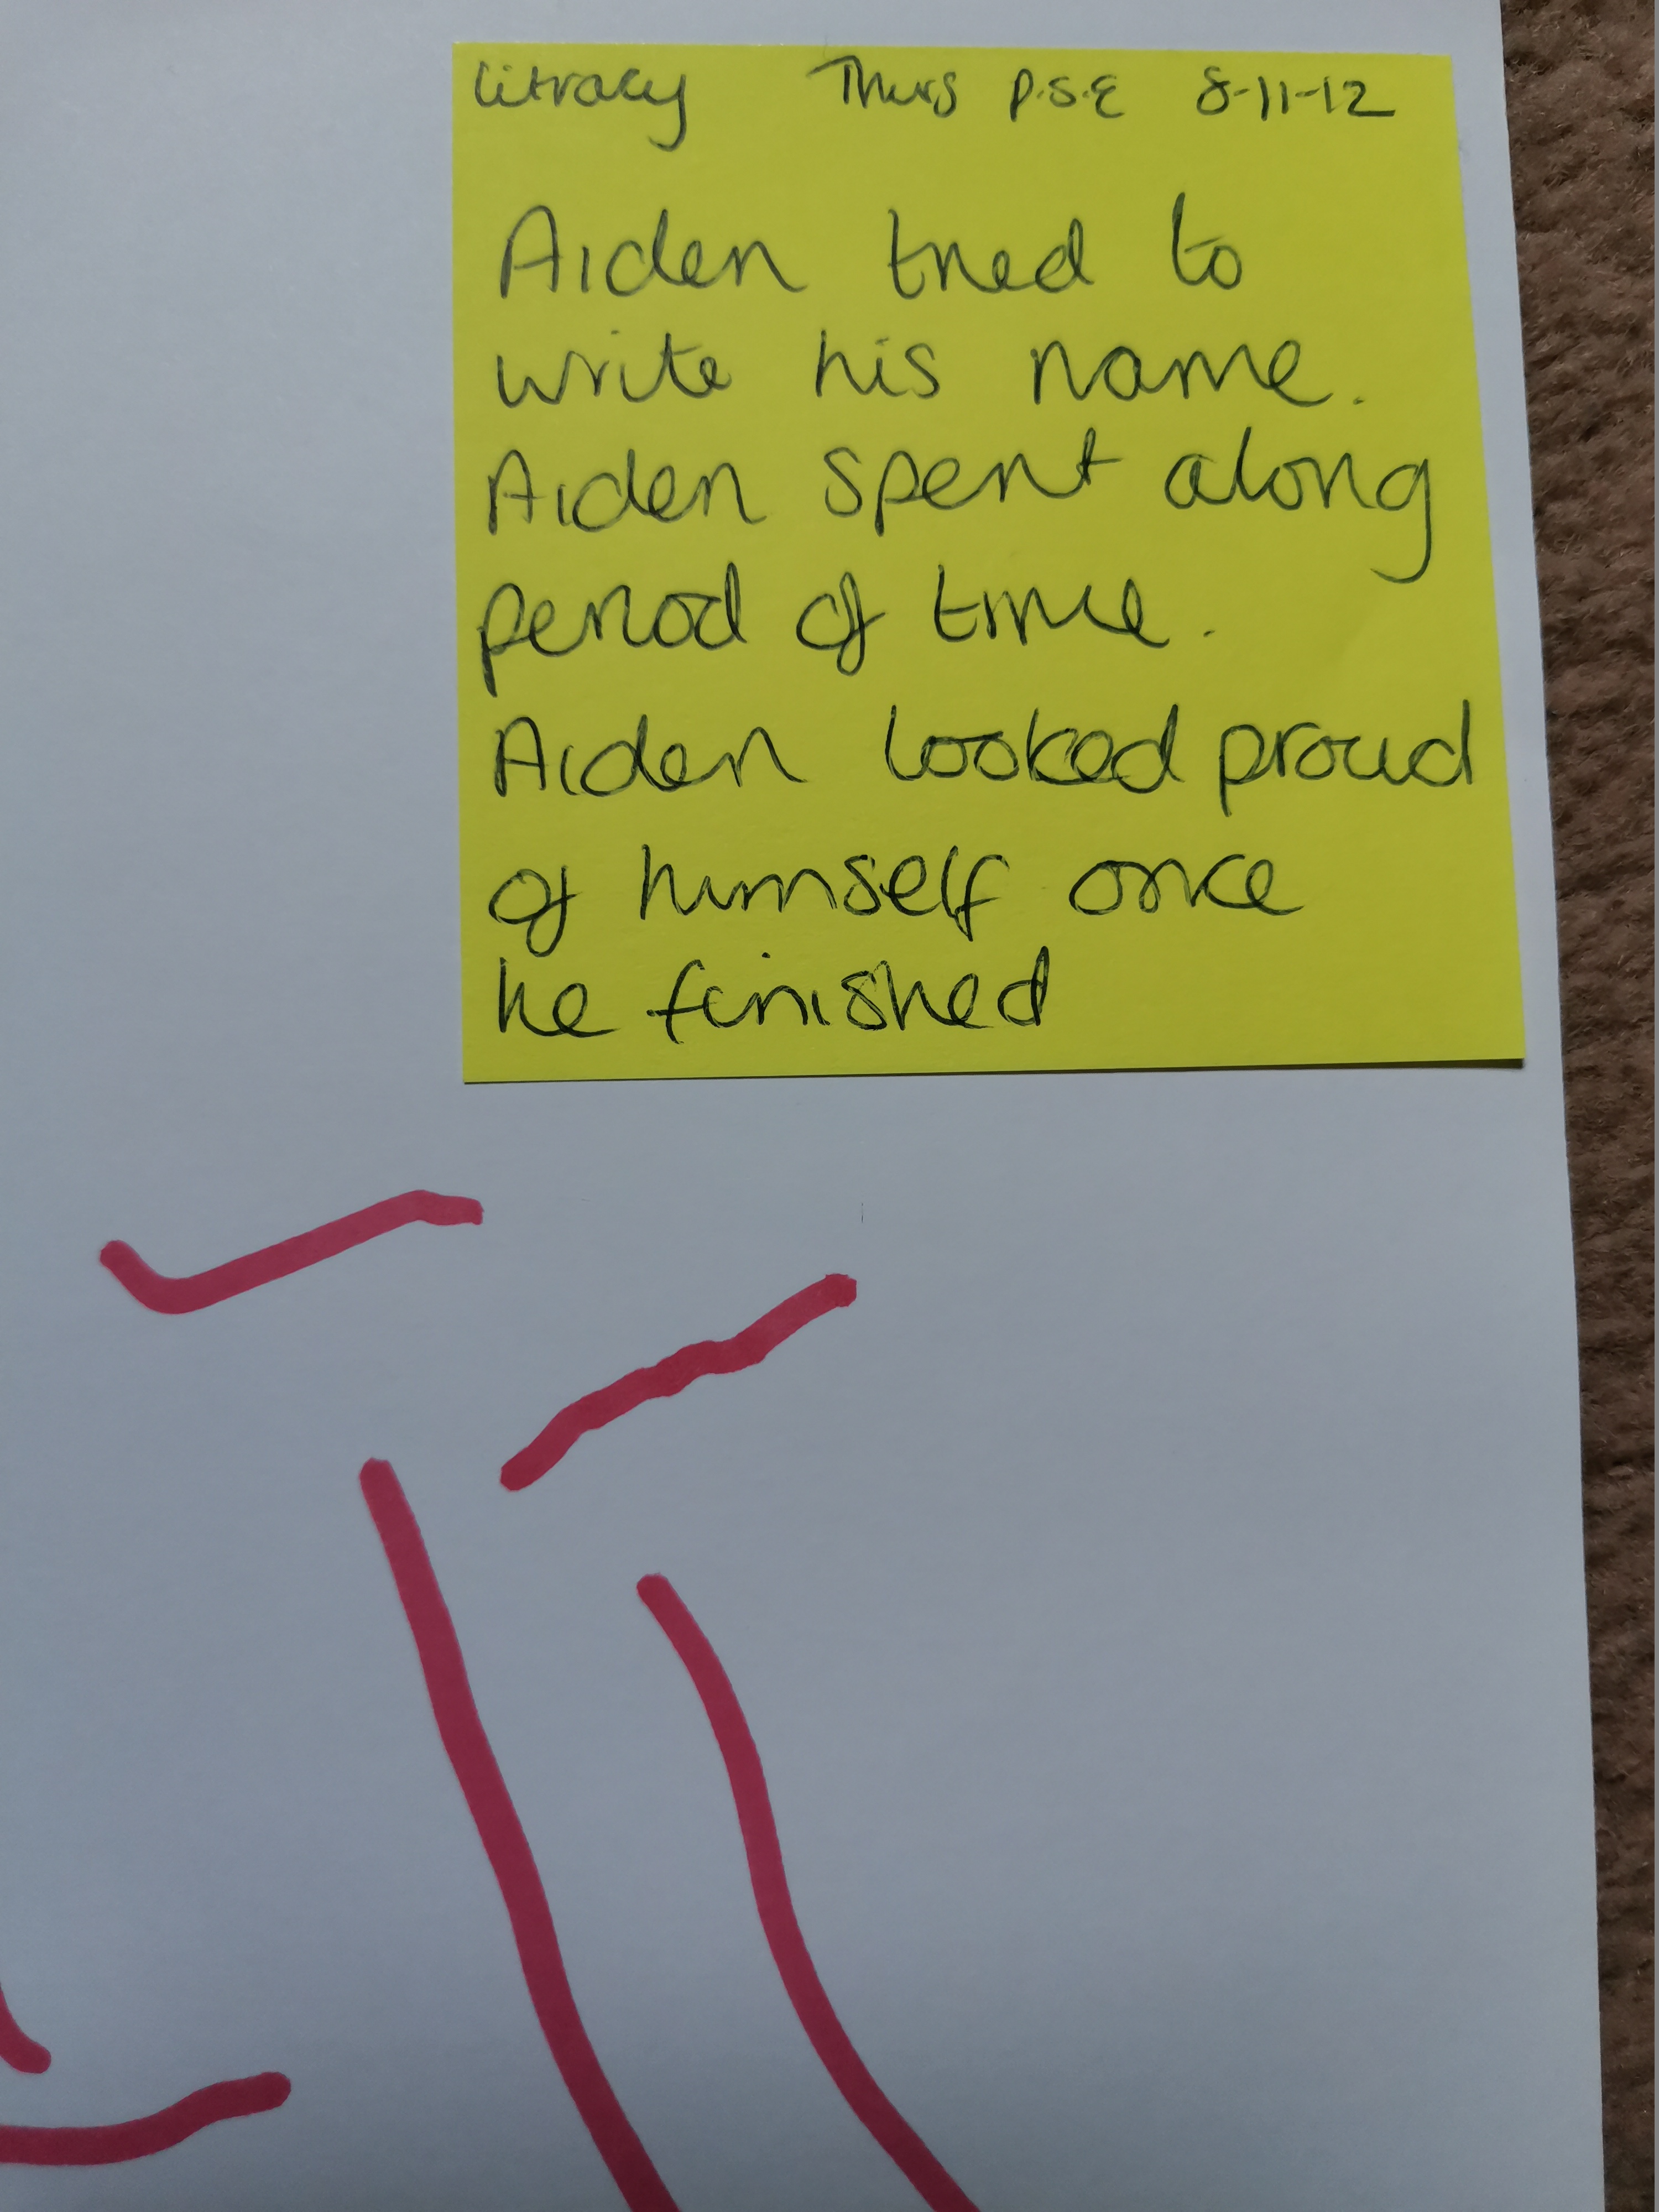 Litracy Thurs P.S.E 8-11-12
Aiden tried to
write his name.
Aiden spent along
period of time.
Aiden looked proud
of himself once
he finished